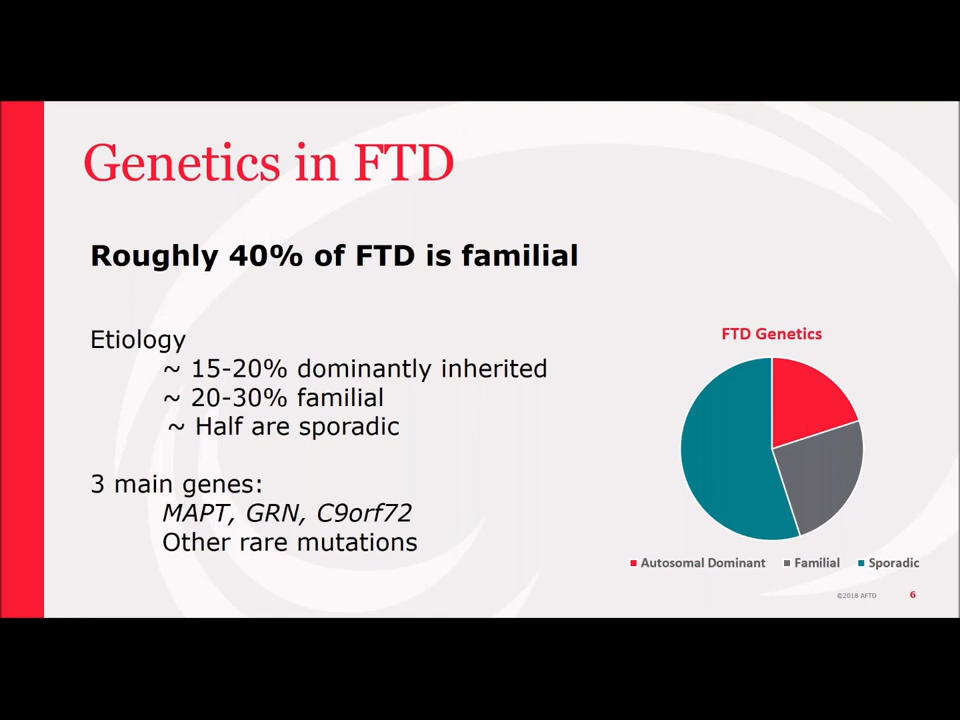 Genetics in FTD
Roughly 40% of FTD is familial
Etiology
~ 15-20% dominantly inherited
~ 20-30% familial
~ Half are sporadic
3 main genes:
MAPT, GRN, C9orf72
Other rare mutations
FTD Genetics
Autosomal Dominant Familial Sporadic
©2018 AFTD 6